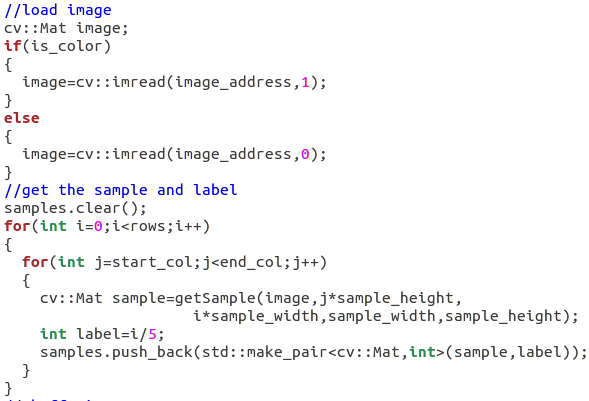 //load image
cv::Mat image;
if(is_color)
{
  image=cv::imread(image_address,1);
}
else
{
  image=cv::imread(image_address,0);
}
//get the sample and label
samples.clear();
for(int i=0;i<rows;i++)
{
  for(int j=start_col;j<end_col;j++)
  {
    cv::Mat sample=getSample(image,j*sample_height,
                     i*sample_width,sample_width,sample_height);
    int label=i/5;
    samples.push_back(std::make_pair<cv::Mat,int>(sample,label));
  }
}